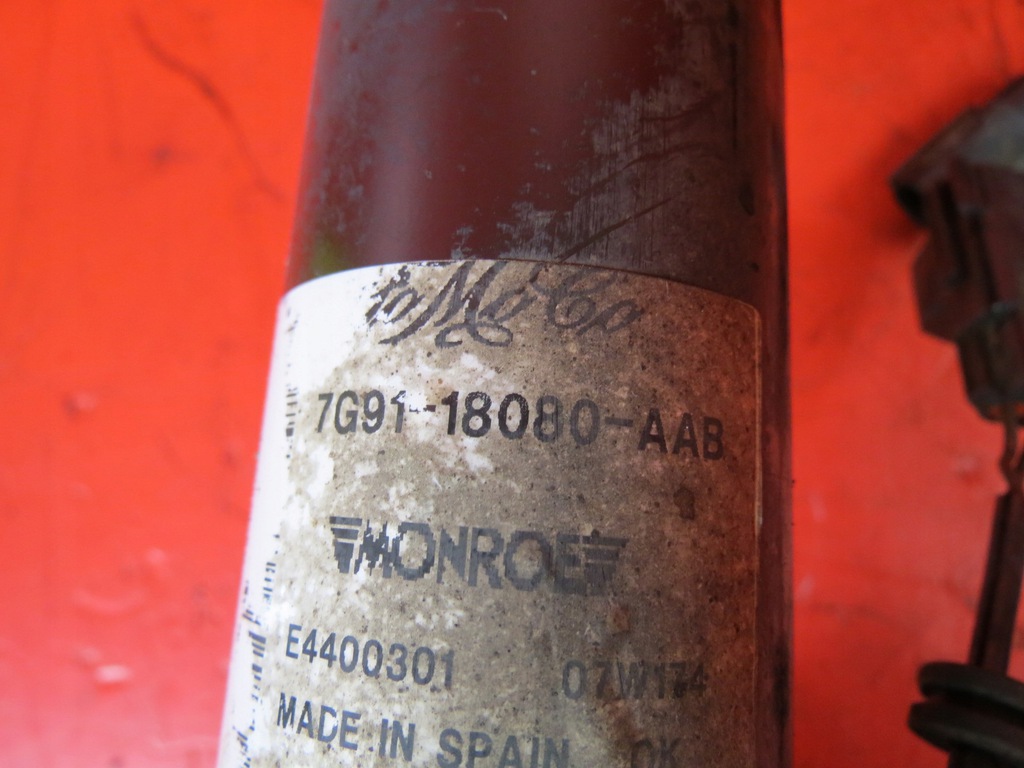 foMoCo
7G91-18080-AAB
MONROE
E4400301 07W174
MADE IN SPAIN OK